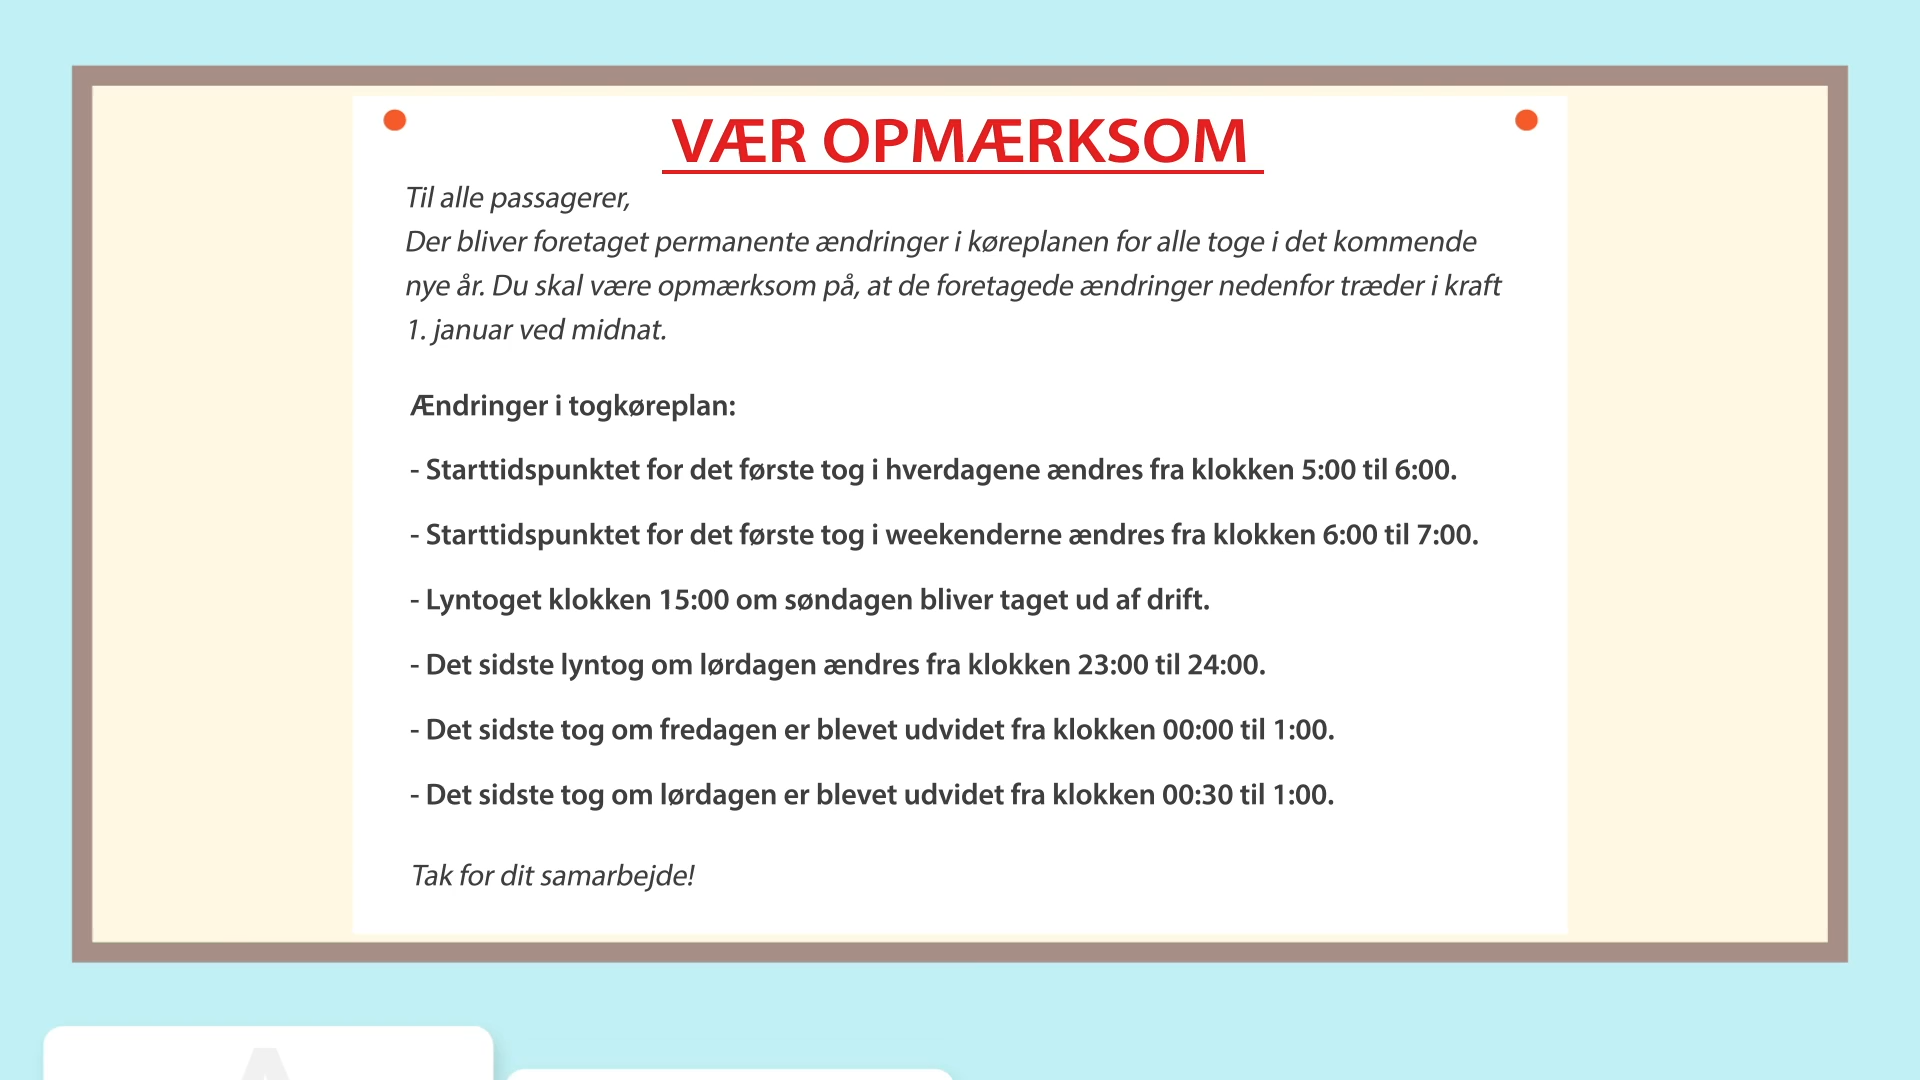 VÆR OPMÆRKSOM
Til alle passagerer,
Der bliver foretaget permanente ændringer i køreplanen for alle toge i det kommende
nye år. Du skal være opmærksom på, at de foretagede ændringer nedenfor træder i kraft
1. januar ved midnat.
Ændringer i togkøreplan:
- Starttidspunktet for det første tog i hverdagene ændres fra klokken 5:00 til 6:00.
- Starttidspunktet for det første tog i weekenderne ændres fra klokken 6:00 til 7:00.
- Lyntoget klokken 15:00 om søndagen bliver taget ud af drift.
- Det sidste lyntog om lørdagen ændres fra klokken 23:00 til 24:00.
- Det sidste tog om fredagen er blevet udvidet fra klokken 00:00 til 1:00.
- Det sidste tog om lørdagen er blevet udvidet fra klokken 00:30 til 1:00.
Tak for dit samarbejde!